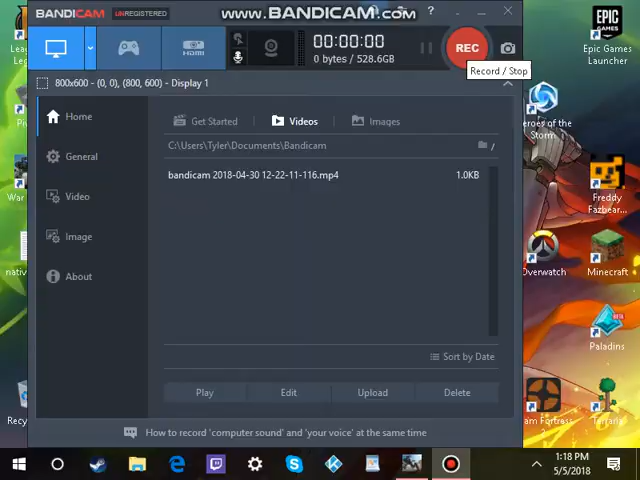 BANDICAM UNREGISTERED
www.BANDICAM.com
HDMI
00:00:00
0 bytes / 528.6GB
REC
Record / Stop
800x600 - (0, 0), (800, 600) - Display 1
Home
General
Video
Image
About
Get Started
Videos
Images
C:\Users\Tyler\Documents\Bandicam
bandicam 2018-04-30 12-22-11-116.mp4
1.0KB
Sort by Date
Play
Edit
Upload
Delete
How to record 'computer sound' and 'your voice' at the same time
EPIC GAMES
Epic Games
Launcher
Storm
Freddy
Fazbear...
Overwatch
Minecraft
Paladins
Terraria
War
1:18 PM
5/5/2018